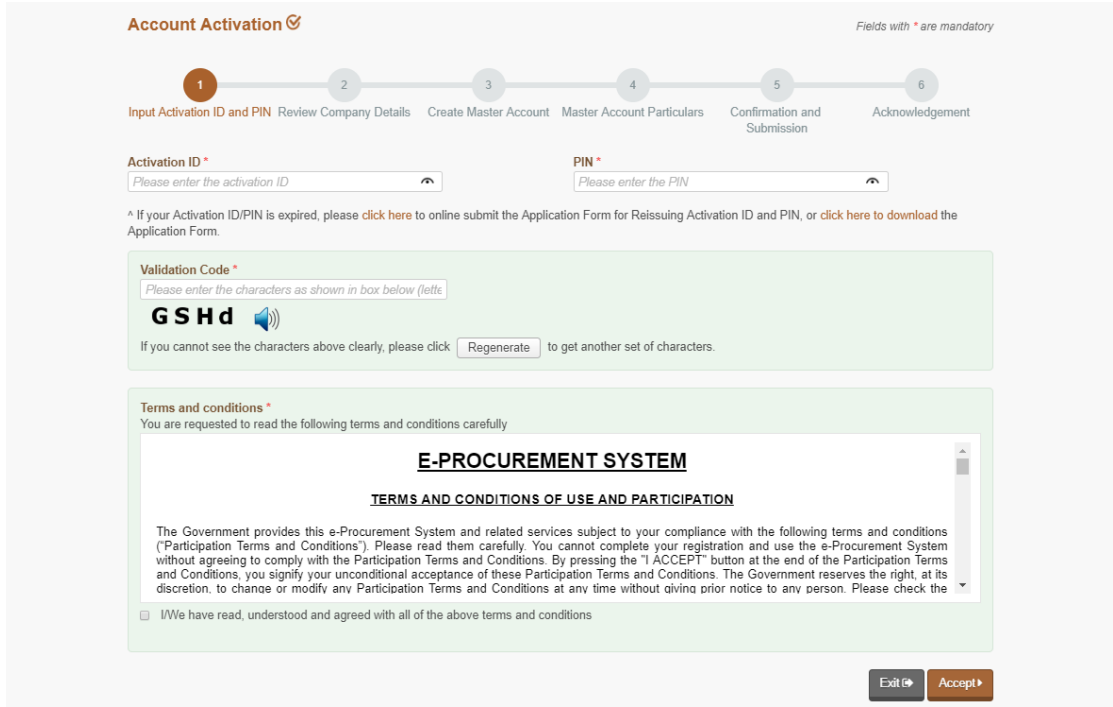 Account Activation
Fields with * are mandatory
1 2 3 4 5 6
Input Activation ID and PIN Review Company Details Create Master Account Master Account Particulars Confirmation and Submission Acknowledgement
Activation ID * PIN *
Please enter the activation ID Please enter the PIN
^ If your Activation ID/PIN is expired, please click here to online submit the Application Form for Reissuing Activation ID and PIN, or click here to download the
Application Form.
Validation Code *
Please enter the characters as shown in box below (lette
G S H d
If you cannot see the characters above clearly, please click Regenerate to get another set of characters.
Terms and conditions *
You are requested to read the following terms and conditions carefully
E-PROCUREMENT SYSTEM
TERMS AND CONDITIONS OF USE AND PARTICIPATION
The Government provides this e-Procurement System and related services subject to your compliance with the following terms and conditions
(“Participation Terms and Conditions”). Please read them carefully. You cannot complete your registration and use the e-Procurement System
without agreeing to comply with the Participation Terms and Conditions. By pressing the "I ACCEPT" button at the end of the Participation Terms
and Conditions, you signify your unconditional acceptance of these Participation Terms and Conditions. The Government reserves the right, at its
discretion, to change or modify any Participation Terms and Conditions at any time without giving prior notice to any person. Please check the
I/We have read, understood and agreed with all of the above terms and conditions
Exit Accept